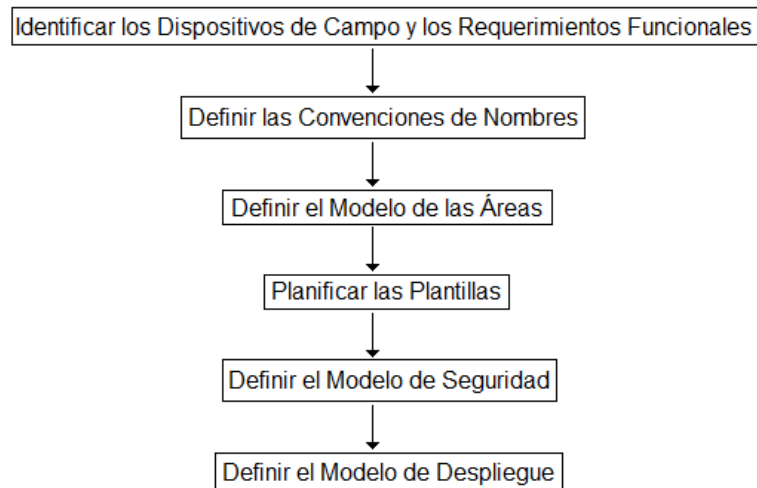 Identificar los Dispositivos de Campo y los Requerimientos Funcionales
Definir las Convenciones de Nombres
Definir el Modelo de las Áreas
Planificar las Plantillas
Definir el Modelo de Seguridad
Definir el Modelo de Despliegue